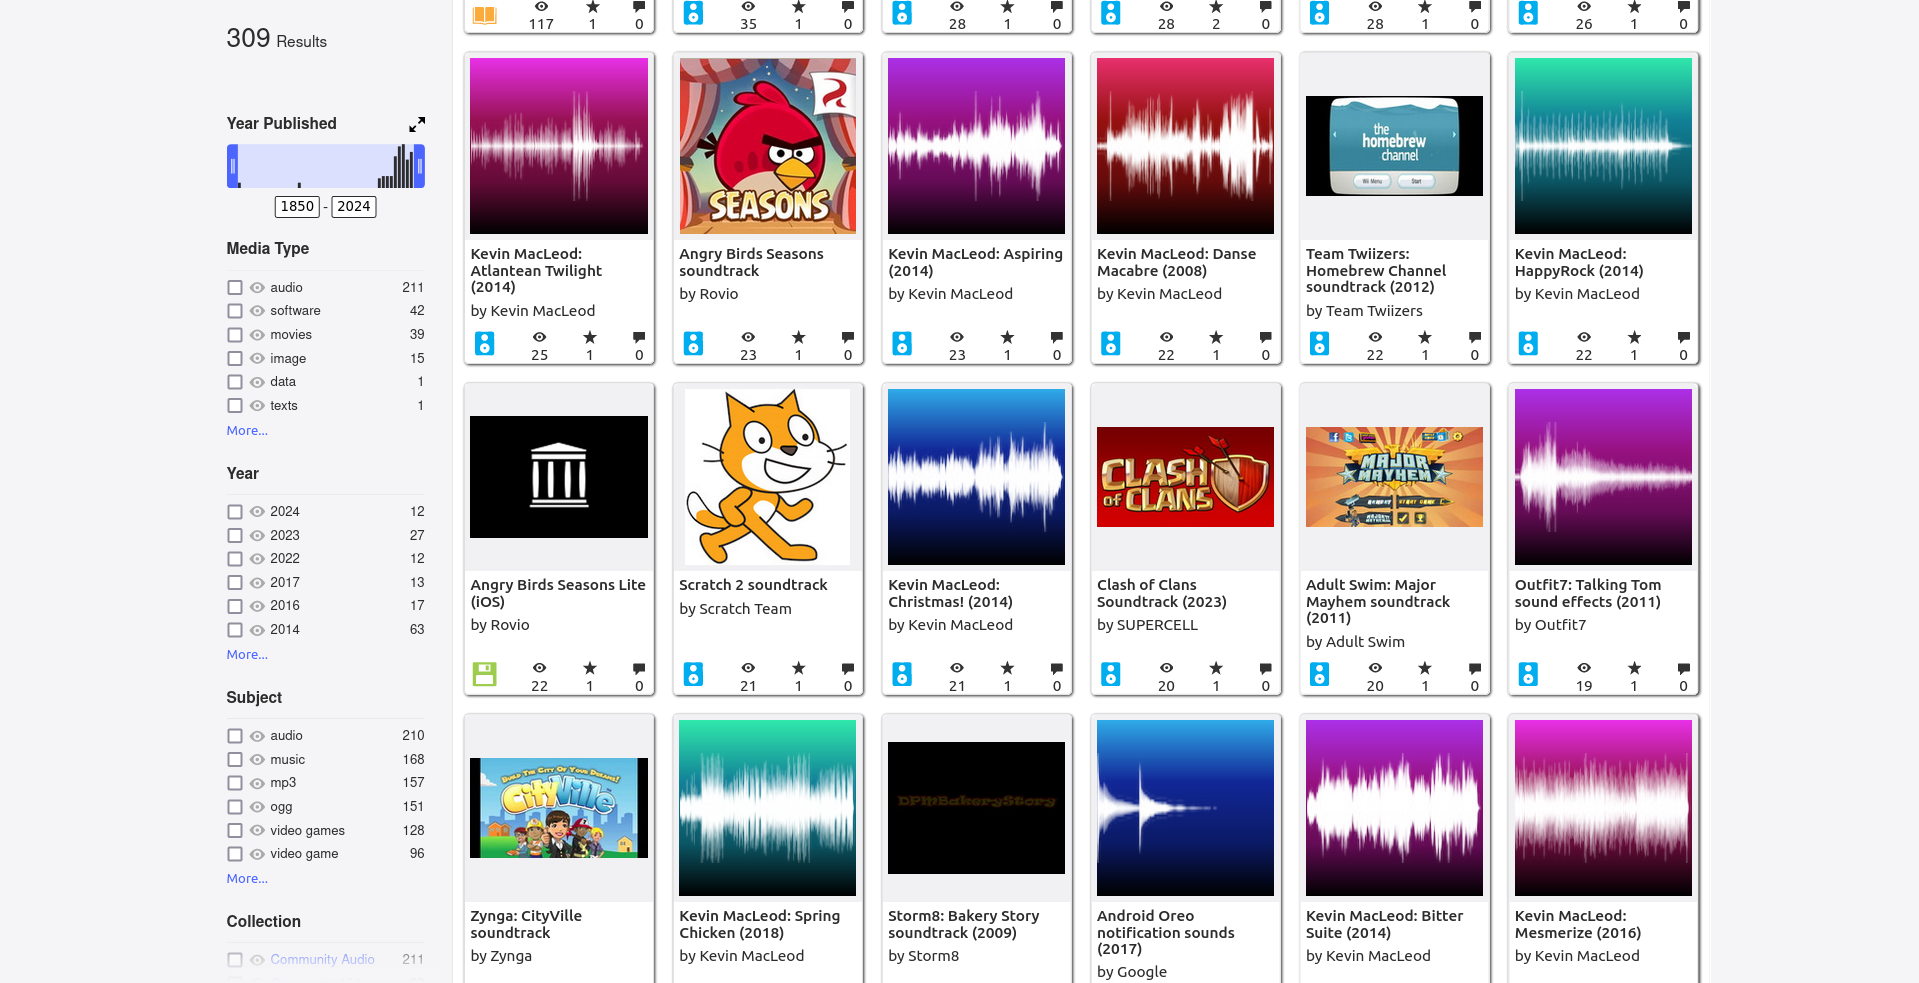 309 Results
Year Published
1850 - 2024
Media Type
audio 211
software 42
movies 39
image 15
data 1
texts 1
More...
Year
2024 12
2023 27
2022 12
2017 13
2016 17
2014 63
More...
Subject
audio 210
music 168
mp3 157
ogg 151
video games 128
video game 96
More...
Collection
Community Audio 211
117 1 0
35 1 0
28 1 0
28 2 0
28 1 0
26 1 0
Kevin MacLeod:
Atlantean Twilight
(2014)
by Kevin MacLeod
25 1 0
SEASONS
Angry Birds Seasons
soundtrack
by Rovio
23 1 0
Kevin MacLeod: Aspiring
(2014)
by Kevin MacLeod
23 1 0
Kevin MacLeod: Danse
Macabre (2008)
by Kevin MacLeod
22 1 0
the
homebrew
channel
Wii Menu
Start
Team Twiizers:
Homebrew Channel
soundtrack (2012)
by Team Twiizers
22 1 0
Kevin MacLeod:
HappyRock (2014)
by Kevin MacLeod
22 1 0
Angry Birds Seasons Lite
(iOS)
by Rovio
22 1 0
Scratch 2 soundtrack
by Scratch Team
21 1 0
Kevin MacLeod:
Christmas! (2014)
by Kevin MacLeod
21 1 0
CLASH
OF CLANS
Clash of Clans
Soundtrack (2023)
by SUPERCELL
20 1 0
MAJOR
MAYHEM
Adult Swim: Major
Mayhem soundtrack
(2011)
by Adult Swim
20 1 0
Outfit7: Talking Tom
sound effects (2011)
by Outfit7
19 1 0
BUILD THE CITY OF YOUR DREAMS!
CityVille
Zynga: CityVille
soundtrack
by Zynga
Kevin MacLeod: Spring
Chicken (2018)
by Kevin MacLeod
DPMBakeryStory
Storm8: Bakery Story
soundtrack (2009)
by Storm8
Android Oreo
notification sounds
(2017)
by Google
Kevin MacLeod: Bitter
Suite (2014)
by Kevin MacLeod
Kevin MacLeod:
Mesmerize (2016)
by Kevin MacLeod